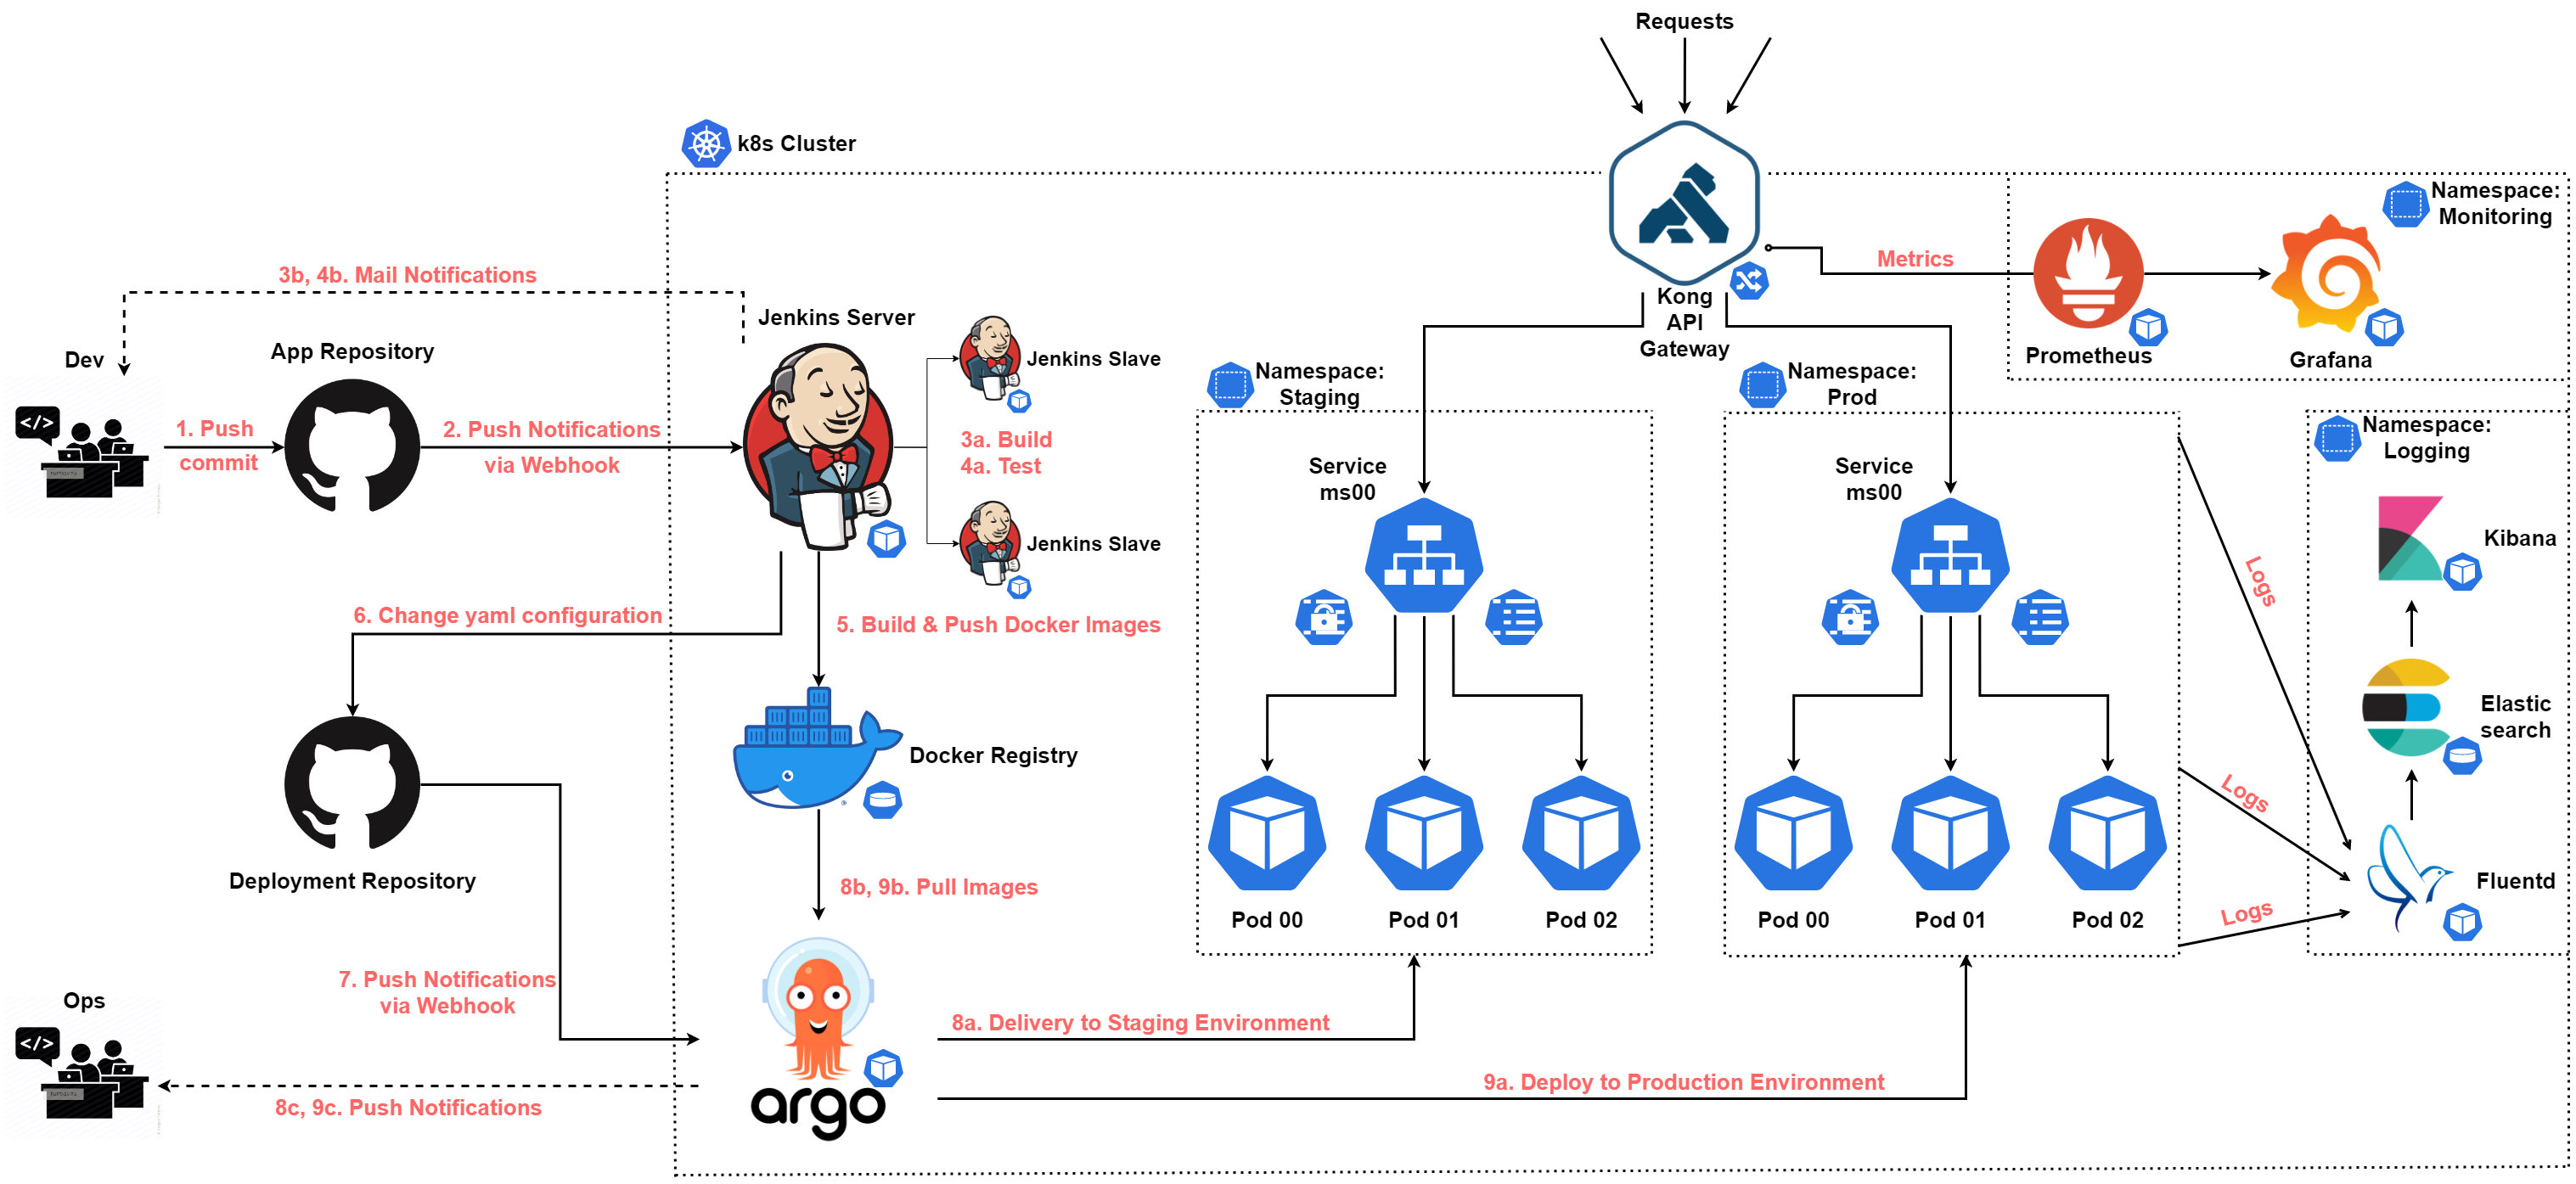 Requests
k8s Cluster
Namespace:
Monitoring
Metrics
3b, 4b. Mail Notifications
Kong
API
Gateway
Jenkins Server
Dev
App Repository
Jenkins Slave
Prometheus
Grafana
Namespace:
Staging
Namespace:
Prod
</>
1. Push
commit
2. Push Notifications
via Webhook
3a. Build
4a. Test
Namespace:
Logging
Service
ms00
Service
ms00
Jenkins Slave
Kibana
Logs
6. Change yaml configuration
5. Build & Push Docker Images
Docker Registry
Elastic
search
Logs
Deployment Repository
8b, 9b. Pull Images
Fluentd
Logs
Pod 00
Pod 01
Pod 02
Pod 00
Pod 01
Pod 02
7. Push Notifications
via Webhook
Ops
</>
8a. Delivery to Staging Environment
9a. Deploy to Production Environment
8c, 9c. Push Notifications
argo